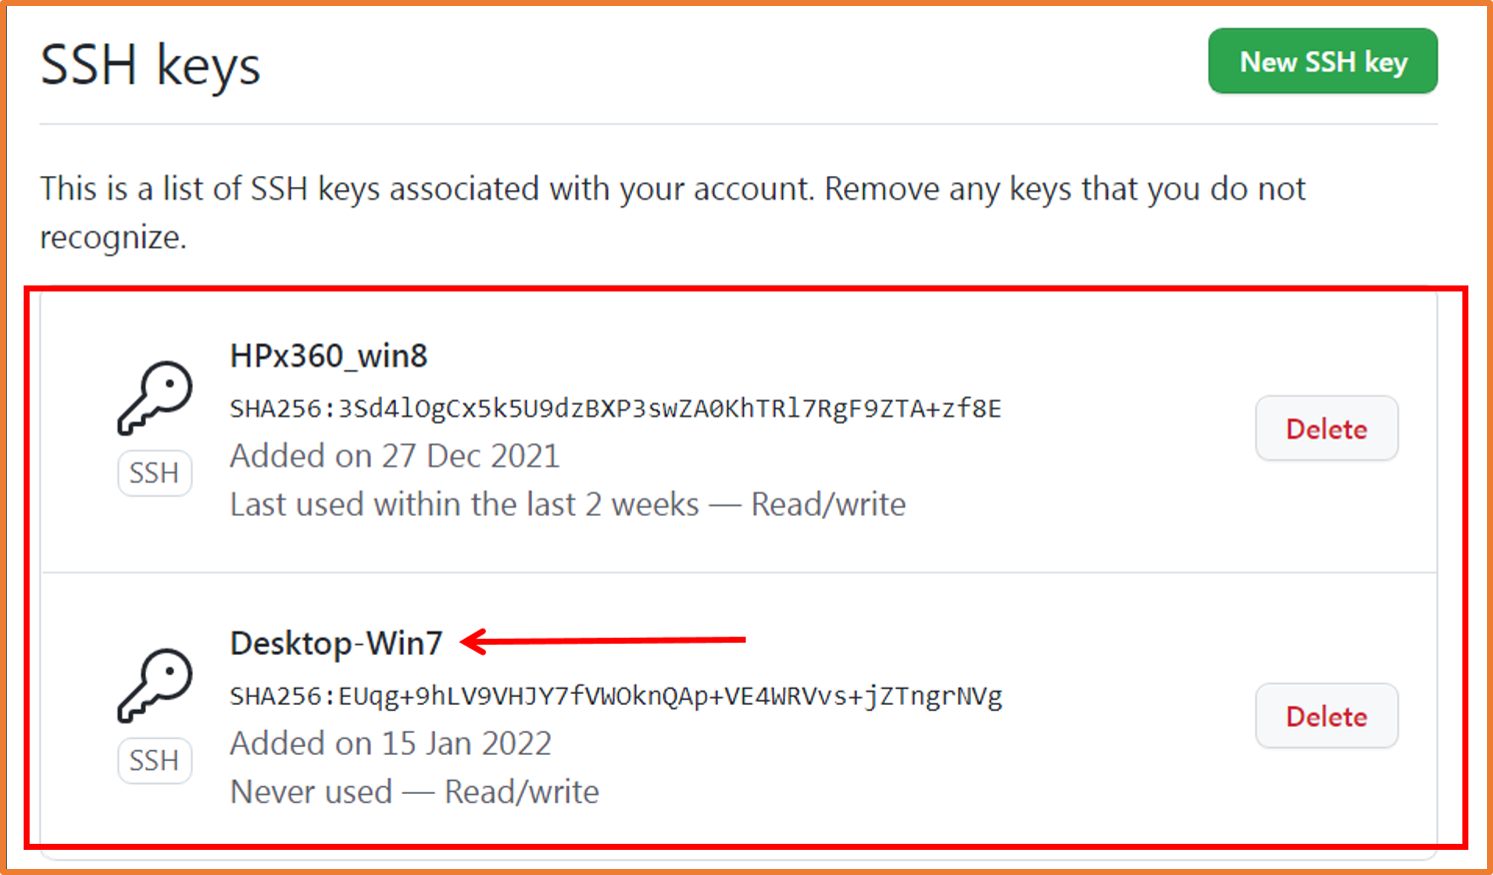 SSH keys
New SSH key
This is a list of SSH keys associated with your account. Remove any keys that you do not
recognize.
HPx360_win8
SHA256:3Sd4lOgCx5k5U9dzBXP3swZA0KhTRl7RgF9ZTA+zf8E
SSH
Added on 27 Dec 2021
Last used within the last 2 weeks — Read/write
Delete
Desktop-Win7
SHA256:EUqg+9hLV9VHJY7fVWOknQAp+VE4WRVvs+jZTngrNVg
SSH
Added on 15 Jan 2022
Never used — Read/write
Delete